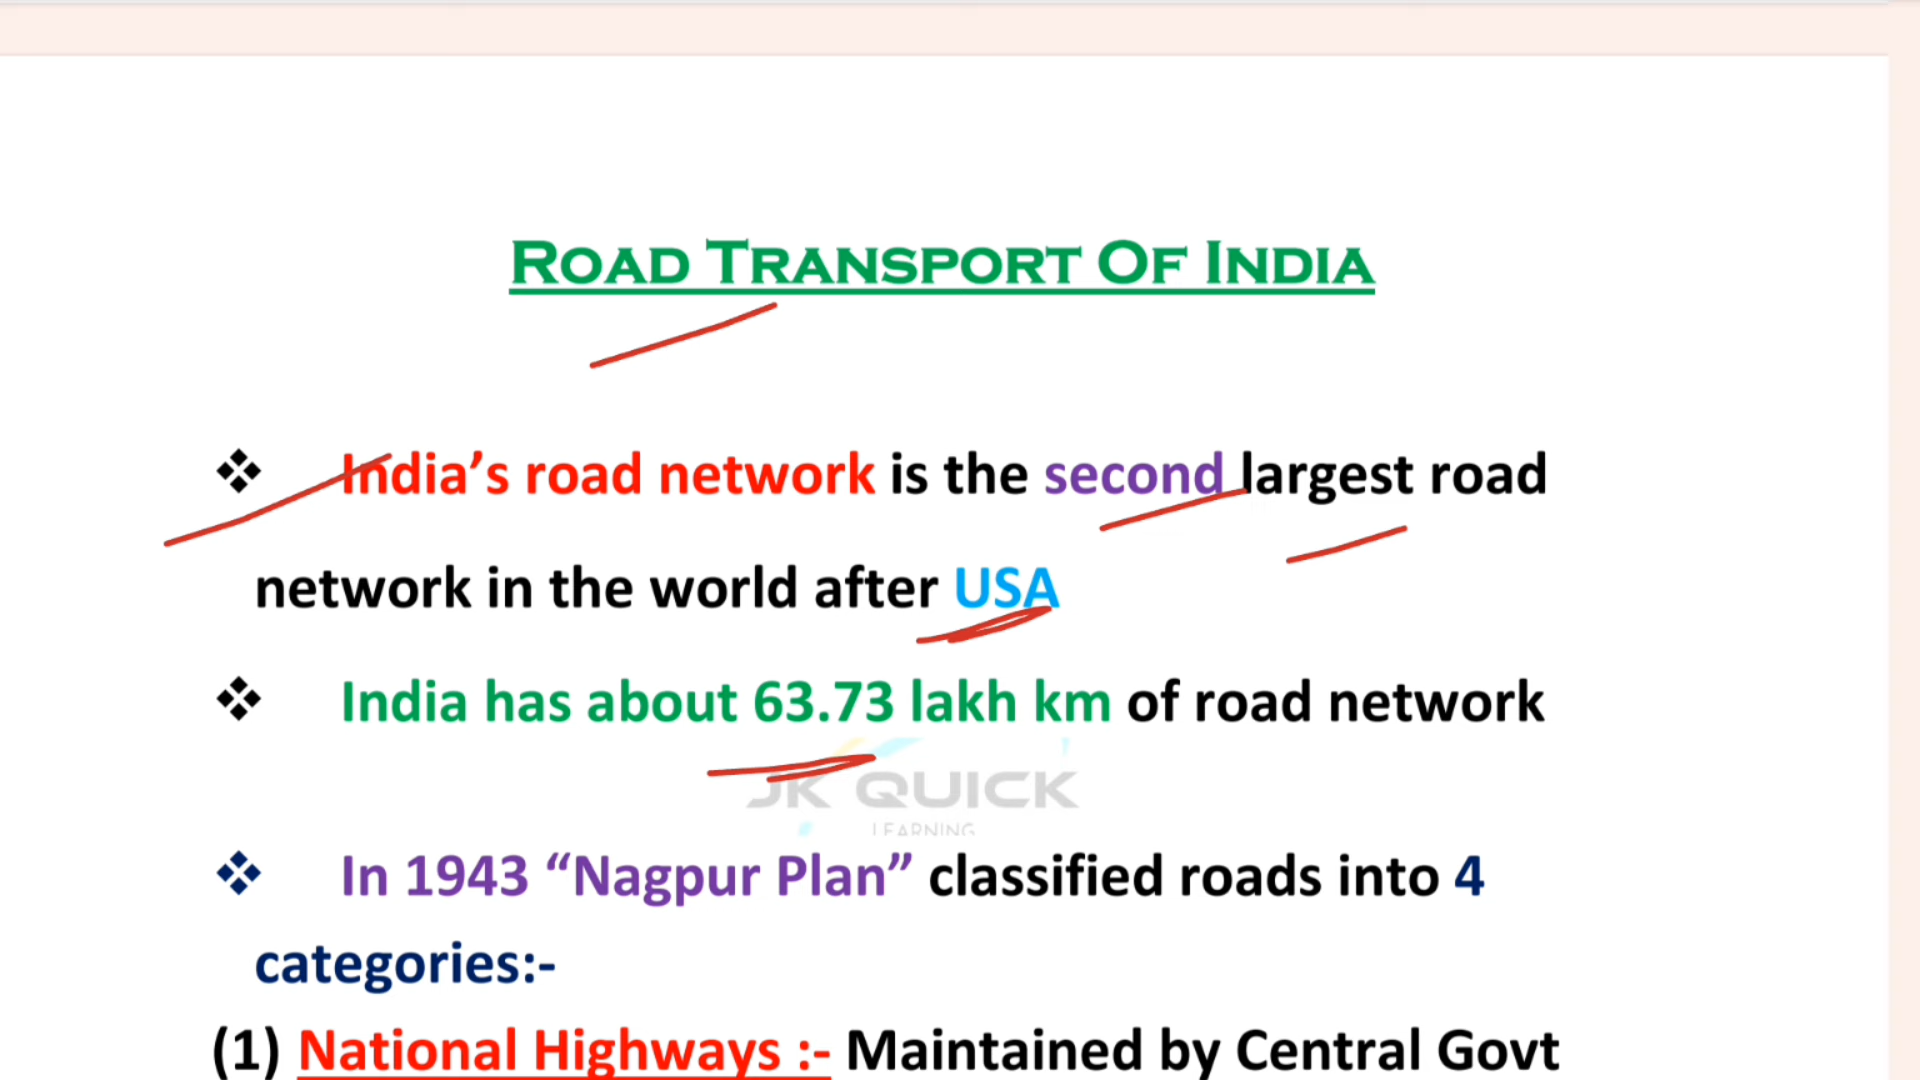 ROAD TRANSPORT OF INDIA
❖ India’s road network is the second largest road
network in the world after USA
❖ India has about 63.73 lakh km of road network
JK QUICK
LEARNING
❖ In 1943 “Nagpur Plan” classified roads into 4
categories:-
(1) National Highways :- Maintained by Central Govt